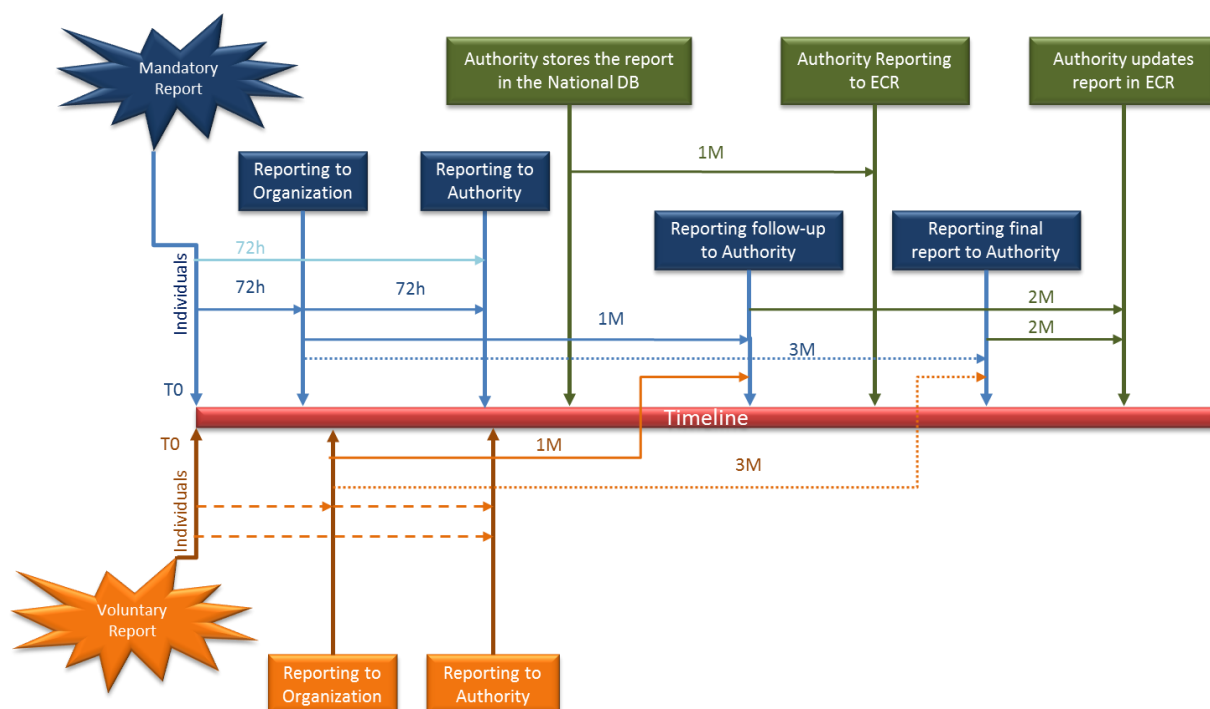 Mandatory
Report
Authority stores the report
in the National DB
Authority Reporting
to ECR
Authority updates
report in ECR
1M
Reporting to
Organization
Reporting to
Authority
Reporting follow-up
to Authority
Reporting final
report to Authority
72h
Individuals
72h
72h
2M
1M
2M
3M
T0
Timeline
T0
1M
3M
Individuals
Voluntary
Report
Reporting to
Organization
Reporting to
Authority